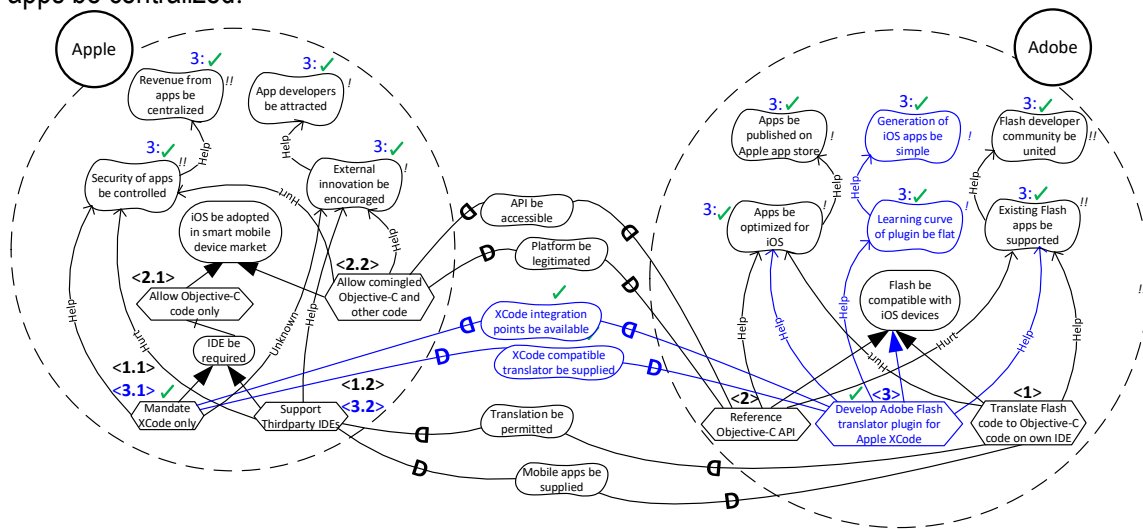 apps be centralized.
Apple
Adobe
3: ✓
Revenue from
apps be
centralized
!!
3: ✓
App developers
be attracted
!
3: ✓
Apps be
published on
Apple app store
!
3: ✓
Generation of
iOS apps be
simple
!
3: ✓
Flash developer
community be
united
!
Help
Help
Help
Help
Help
3: ✓
Security of apps
be controlled
!!
3: ✓
External
innovation be
encouraged
!
3: ✓
Apps be
optimized for
iOS
!
3: ✓
Learning curve
of plugin be flat
!
3: ✓
Existing Flash
apps be
supported
!!
Hurt
Help
iOS be adopted
in smart mobile
device market
API be
accessible
D
D
Platform be
legitimated
D
D
Flash be
compatible with
iOS devices
!!
<2.1>
Allow Objective-C
code only
<2.2>
Allow comingled
Objective-C and
other code
✓
XCode integration
points be available
D
D
XCode compatible
translator be supplied
D
D
IDE be
required
Help
Hurt
Unknown
Help
Help
Help
Hurt
Hurt
Help
Help
<1.1>
<3.1> ✓
Mandate
XCode only
<1.2>
<3.2>
Support
Thirdparty IDEs
<2>
Reference
Objective-C API
✓ <3>
Develop Adobe Flash
translator plugin for
Apple XCode
<1>
Translate Flash
code to Objective-C
code on own IDE
Translation be
permitted
D
D
Mobile apps be
supplied
D
D